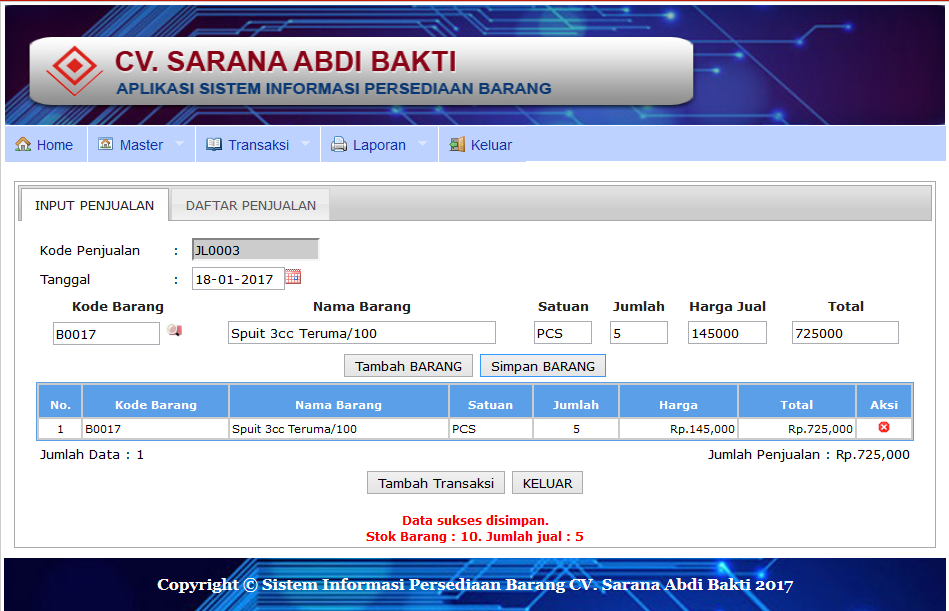 CV. SARANA ABDI BAKTI
APLIKASI SISTEM INFORMASI PERSEDIAAN BARANG
Home Master Transaksi Laporan Keluar
INPUT PENJUALAN DAFTAR PENJUALAN
Kode Penjualan : JL0003
Tanggal : 18-01-2017
Kode Barang Nama Barang Satuan Jumlah Harga Jual Total
B0017 Spuit 3cc Teruma/100 PCS 5 145000 725000
Tambah BARANG Simpan BARANG
No. Kode Barang Nama Barang Satuan Jumlah Harga Total Aksi
1 B0017 Spuit 3cc Teruma/100 PCS 5 Rp.145,000 Rp.725,000
Jumlah Data : 1 Jumlah Penjualan : Rp.725,000
Tambah Transaksi KELUAR
Data sukses disimpan.
Stok Barang : 10. Jumlah jual : 5
Copyright © Sistem Informasi Persediaan Barang CV. Sarana Abdi Bakti 2017